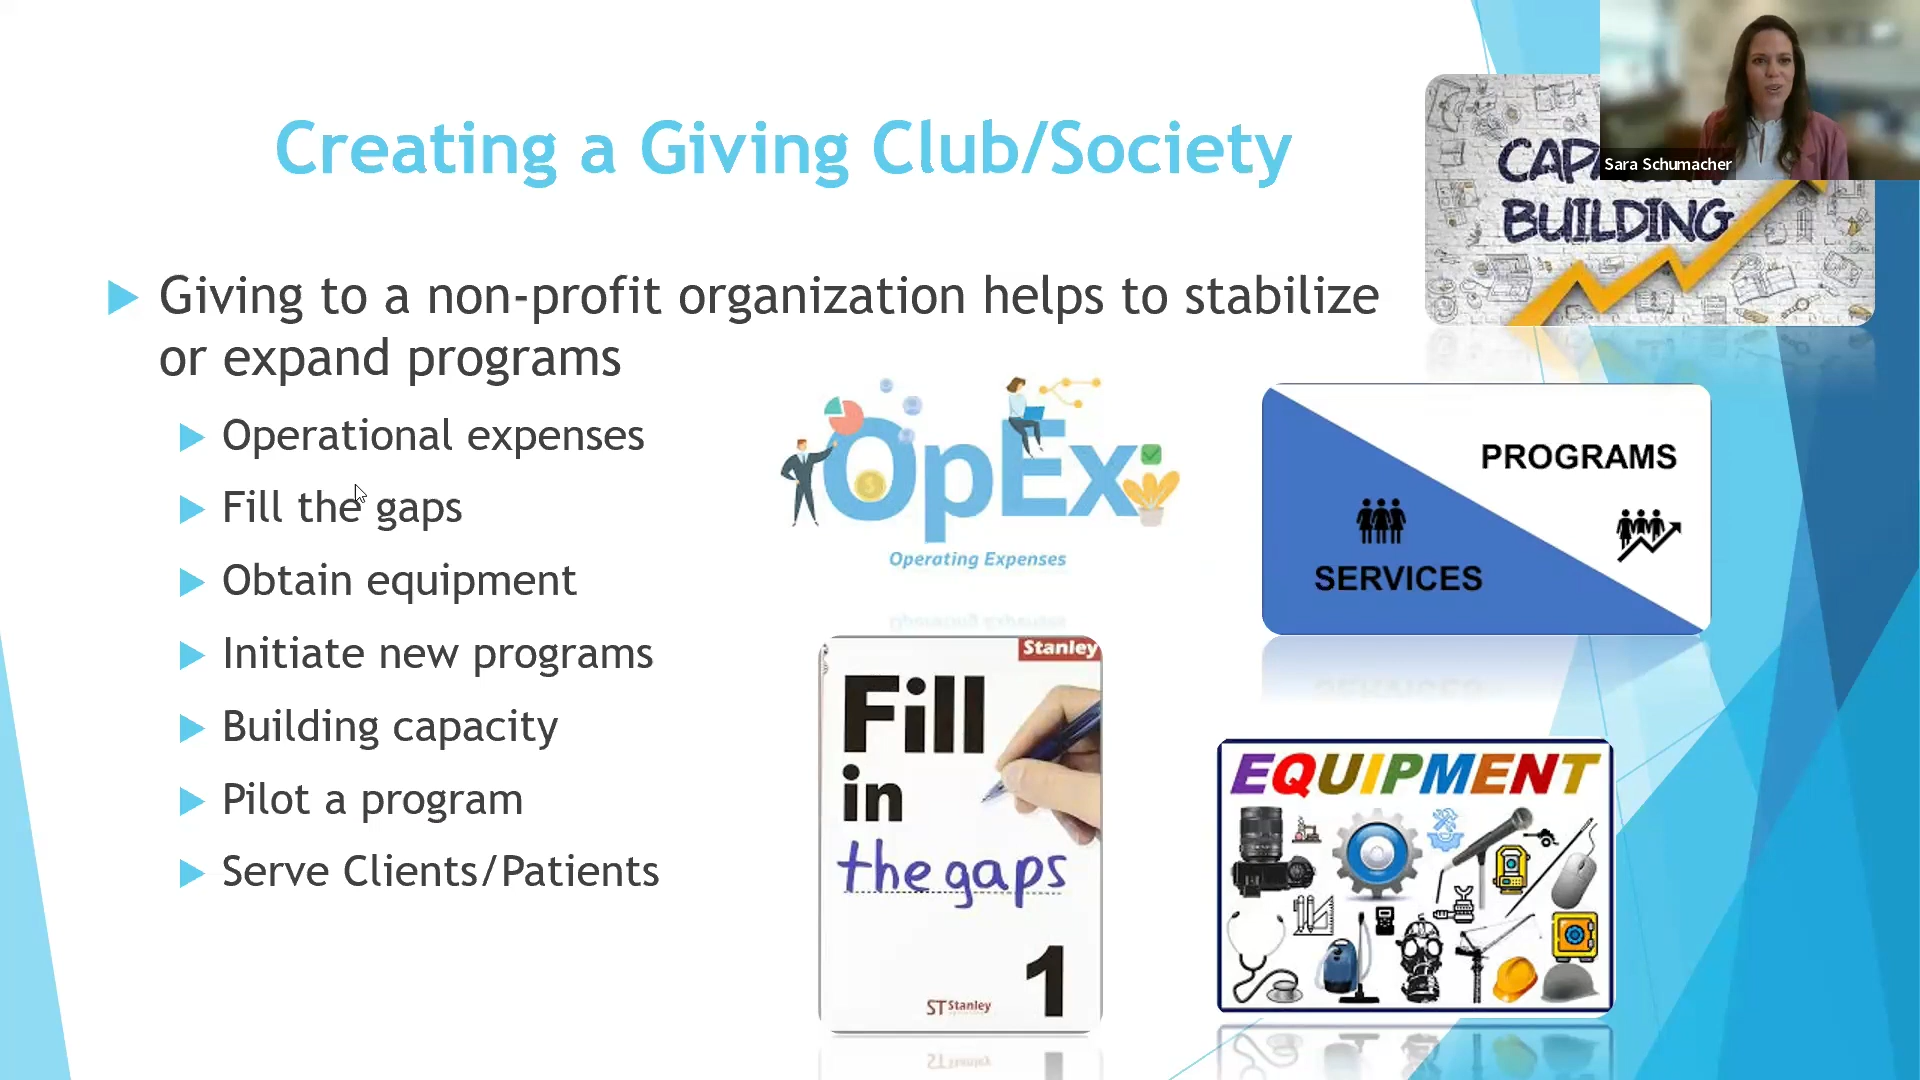 Creating a Giving Club/Society
Giving to a non-profit organization helps to stabilize
or expand programs
Operational expenses
Fill the gaps
Obtain equipment
Initiate new programs
Building capacity
Pilot a program
Serve Clients/Patients
Sara Schumacher
BUILDING
OpEx
Operating Expenses
PROGRAMS
SERVICES
Stanley
Fill
in
the gaps
1
ST Stanley
EQUIPMENT